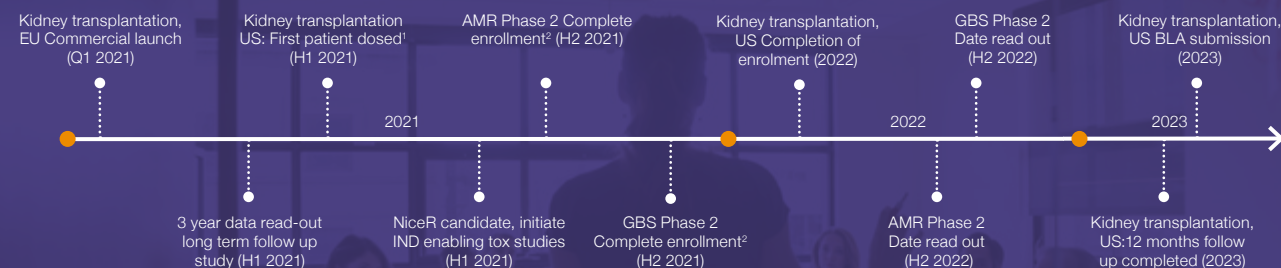 Kidney transplantation,
EU Commercial launch
(Q1 2021)
Kidney transplantation
US: First patient dosed¹
(H1 2021)
AMR Phase 2 Complete
enrollment² (H2 2021)
Kidney transplantation,
US Completion of
enrolment (2022)
GBS Phase 2
Date read out
(H2 2022)
Kidney transplantation,
US BLA submission
(2023)
2021
2022
2023
3 year data read-out
long term follow up
study (H1 2021)
NiceR candidate, initiate
IND enabling tox studies
(H1 2021)
GBS Phase 2
Complete enrollment²
(H2 2021)
AMR Phase 2
Date read out
(H2 2022)
Kidney transplantation,
US:12 months follow
up completed (2023)